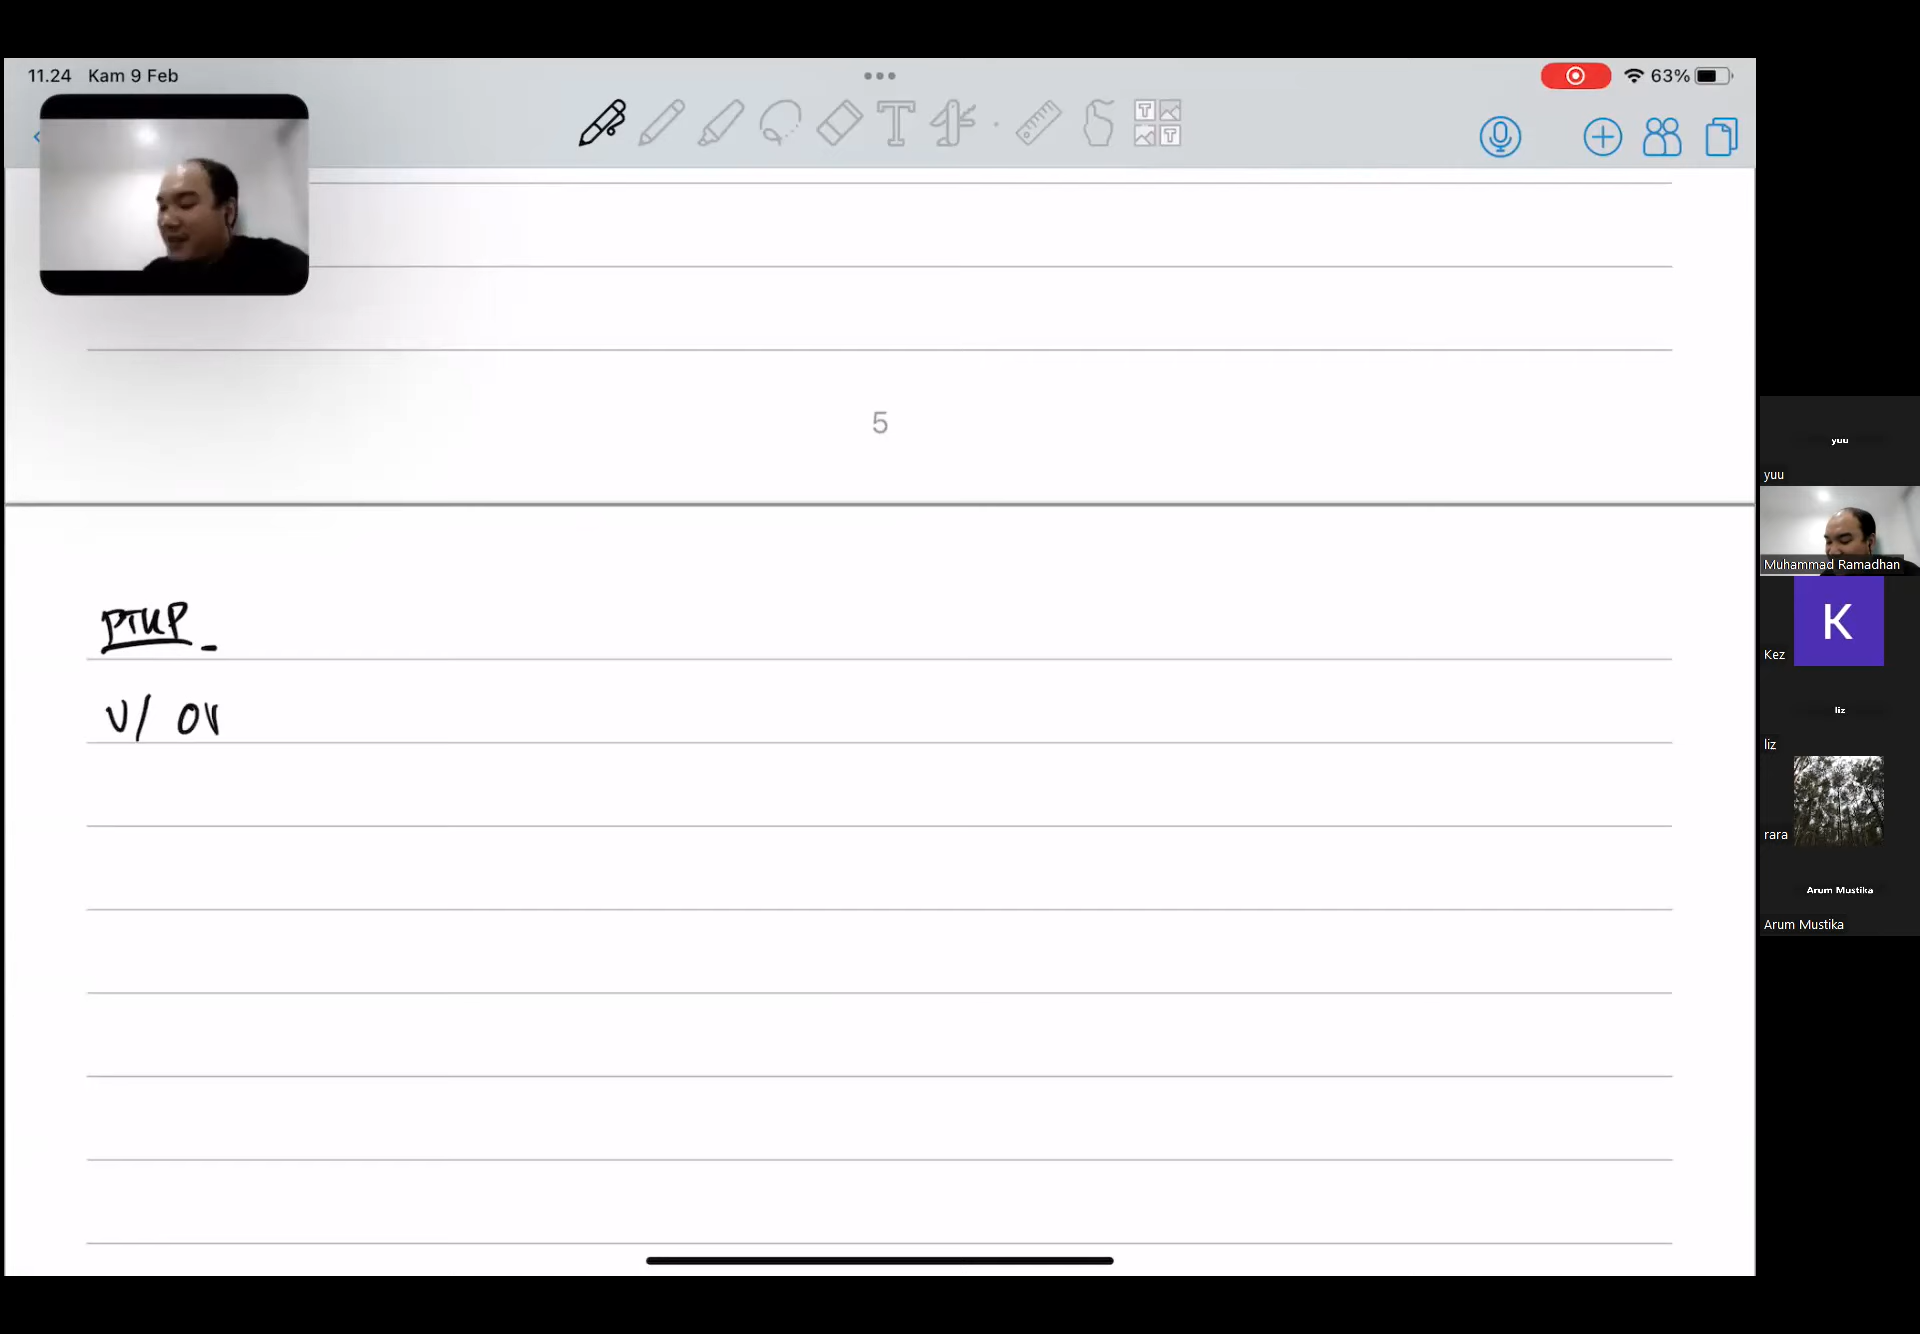 11.24 Kam 9 Feb
63%
5
PTKP
U/ OV
yuu
yuu
Muhammad Ramadhan
K
Kez
liz
liz
rara
Arum Mustika
Arum Mustika